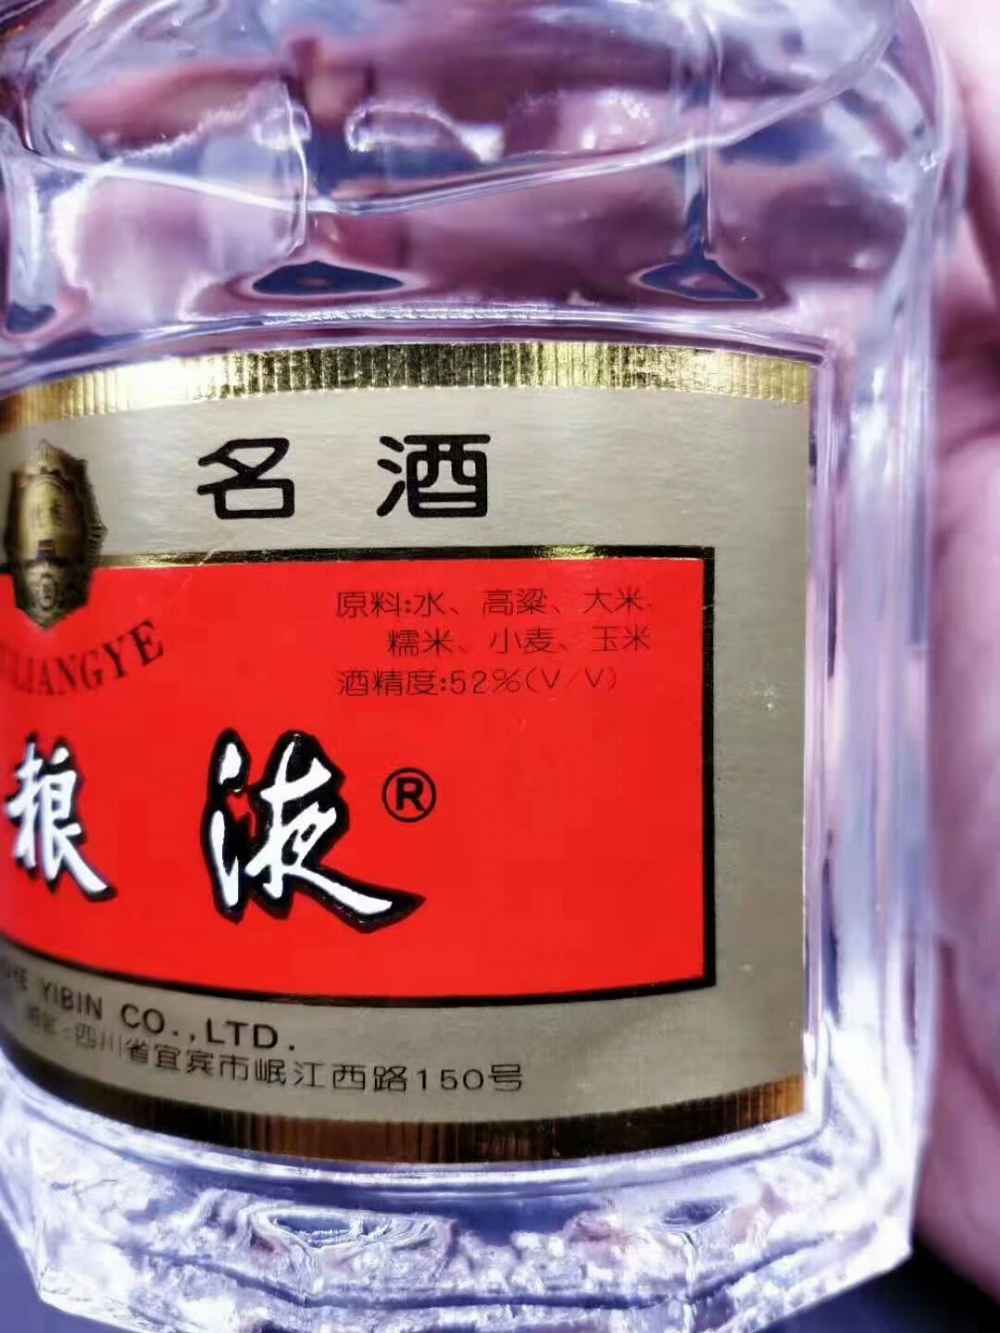 名酒
原料:水、高粱、大米、
糯米、小麦、玉米
酒精度:52%(V/V)
LIANGYE
粮液®
YIBIN CO.,LTD.
四川省宜宾市岷江西路150号